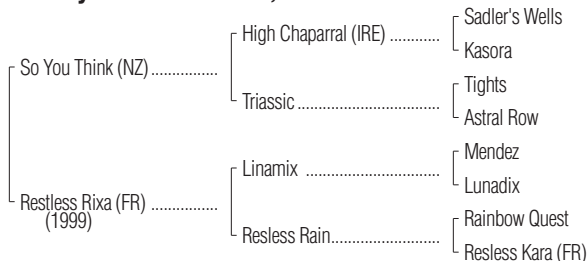 High Chaparral (IRE) ............
Sadler's Wells
Kasora
So You Think (NZ) ................
Triassic ..................................
Tights
Astral Row
Restless Rixa (FR) ................
(1999)
Linamix ................................
Mendez
Lunadix
Resless Rain..........................
Rainbow Quest
Resless Kara (FR)